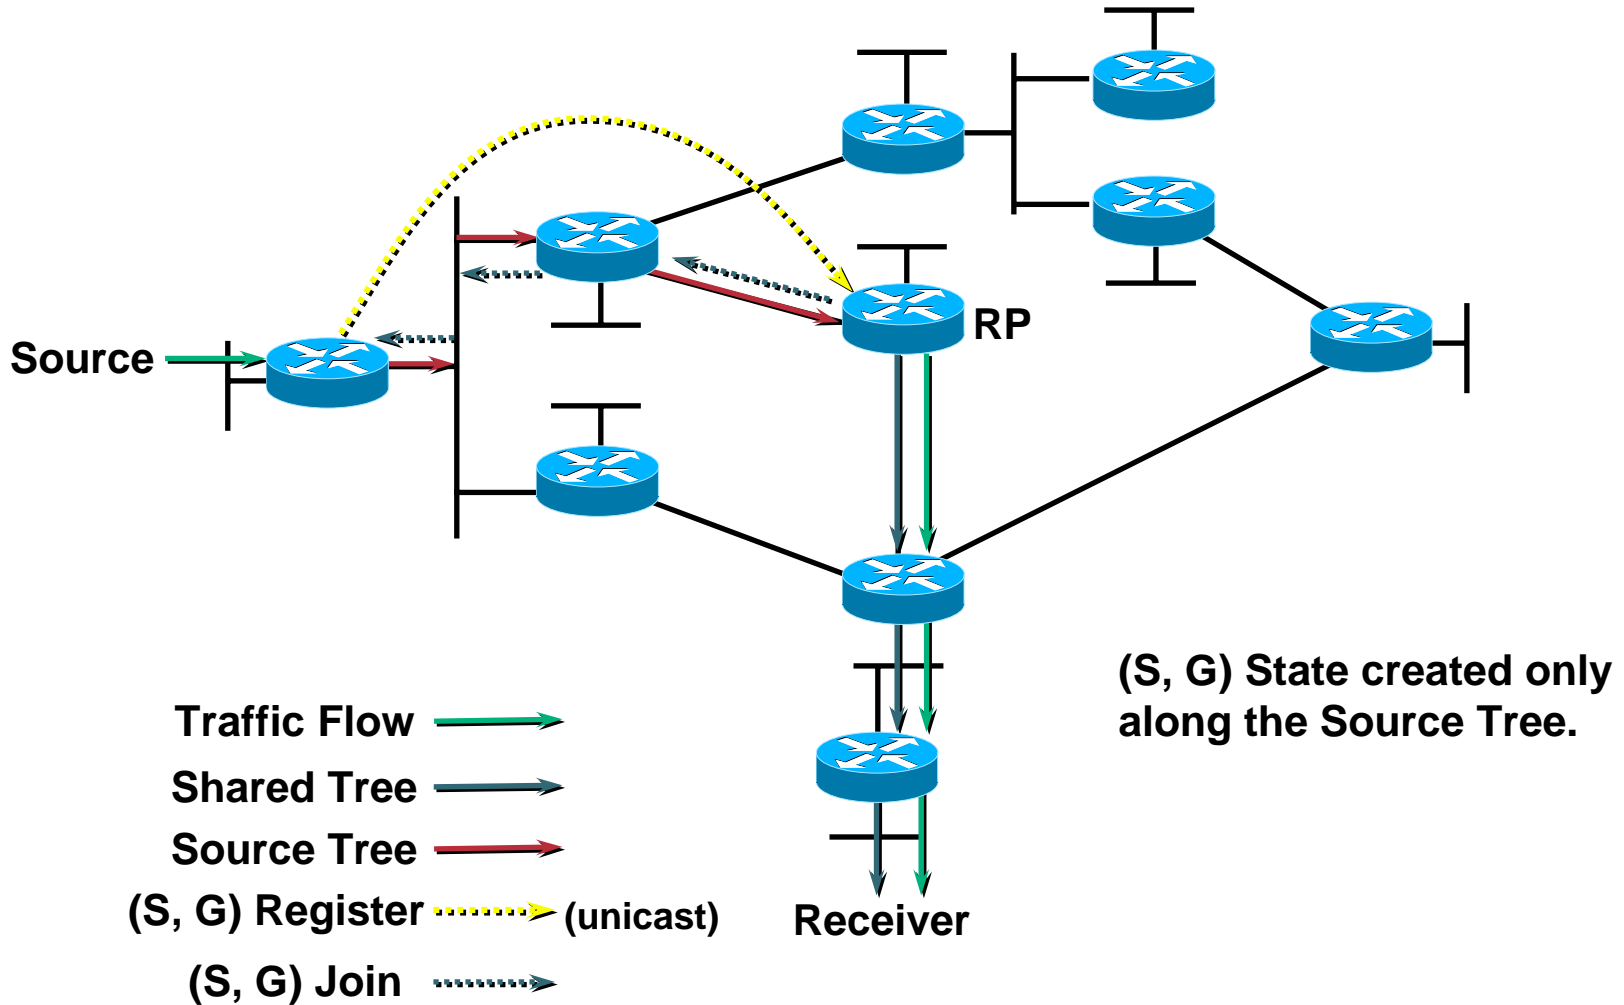 RP
Source
(S, G) State created only
along the Source Tree.
Traffic Flow
Shared Tree
Source Tree
(S, G) Register
(unicast)
(S, G) Join
Receiver